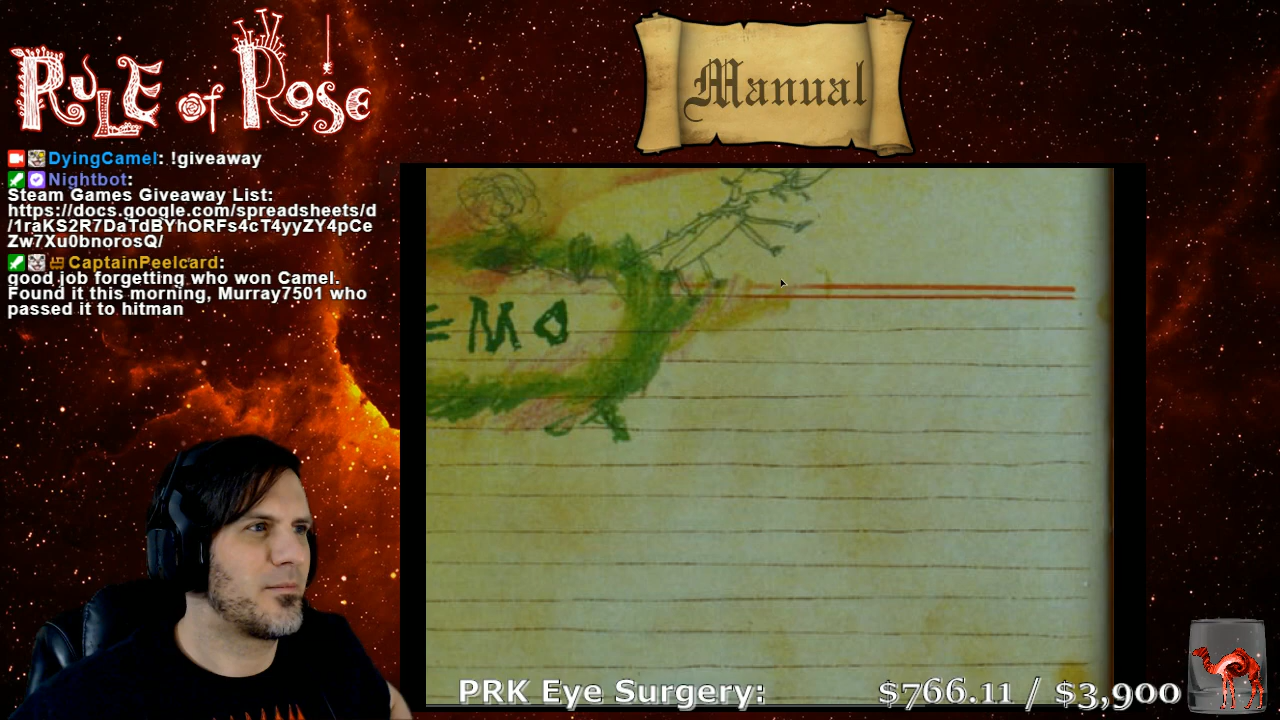 RULE of ROSE
Manual
DyingCamel: !giveaway
Nightbot:
Steam Games Giveaway List:
https://docs.google.com/spreadsheets/d
/1raKS2R7DaTdBYhORFs4cT4yyZY4pCe
Zw7Xu0bnorosQ/
CaptainPeelcard:
good job forgetting who won Camel.
Found it this morning, Murray7501 who
passed it to hitman
=MO
PRK Eye Surgery: $766.11 / $3,900